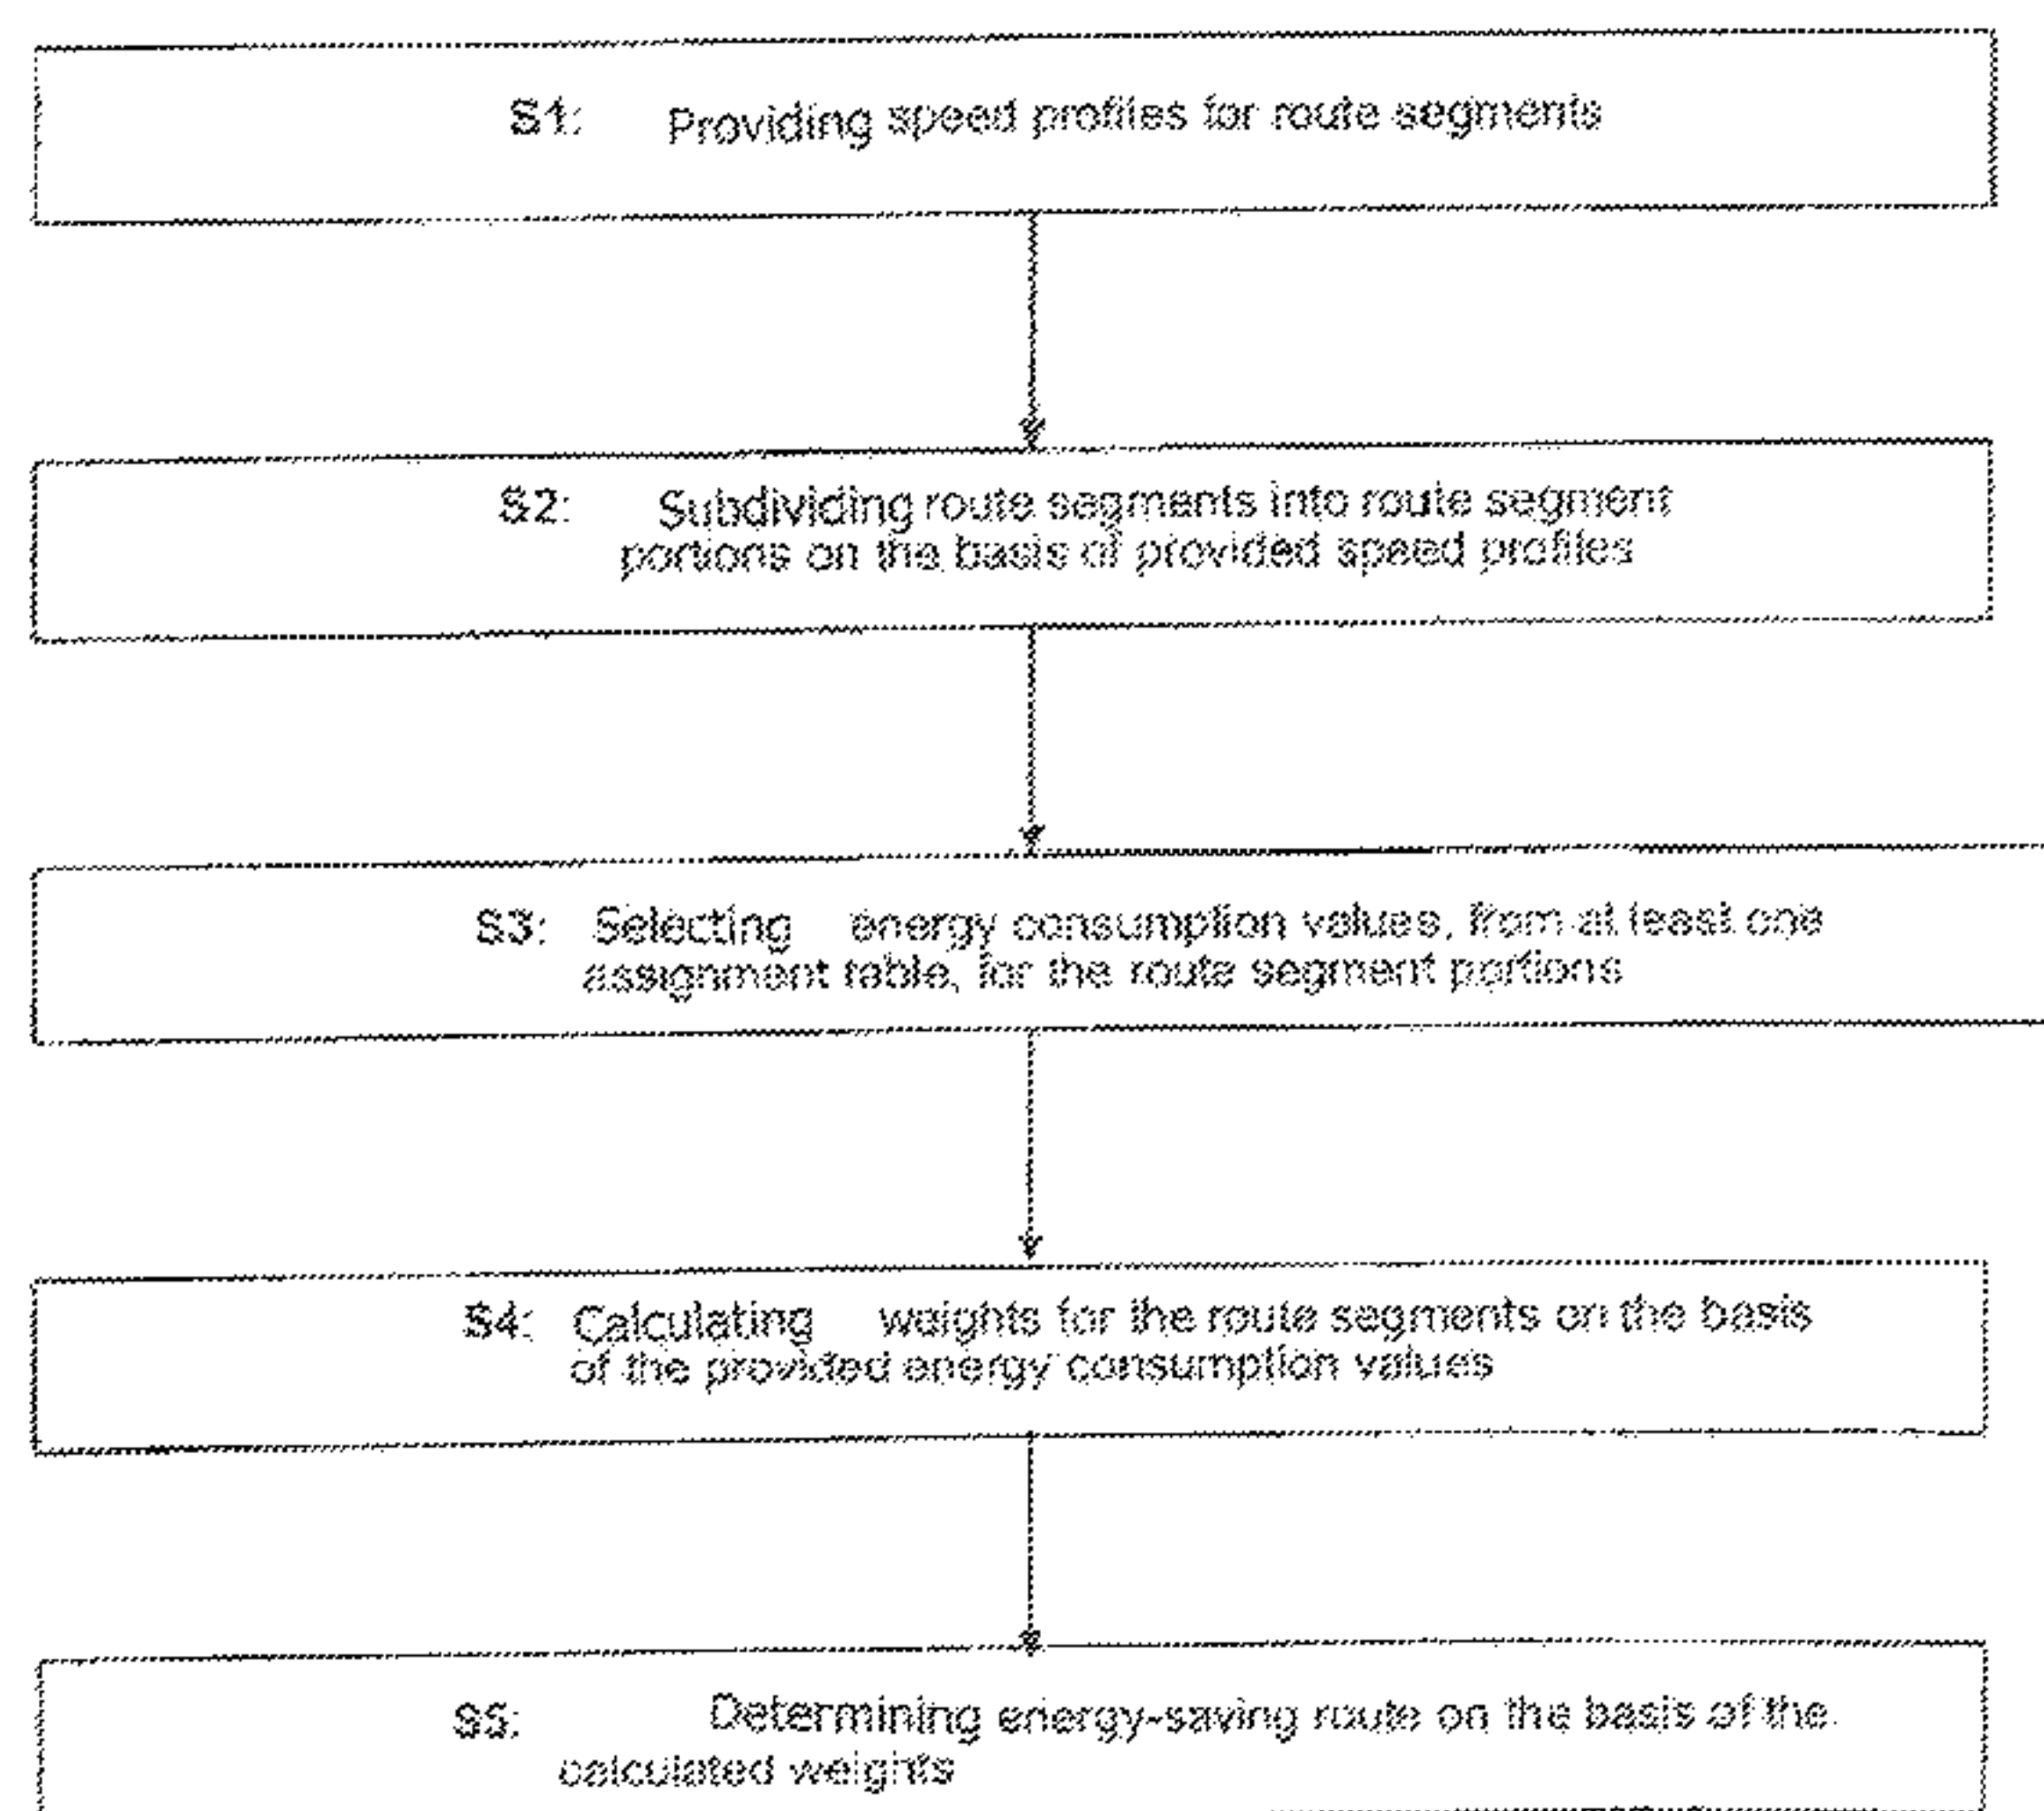 S1: Providing speed profiles for route segments
S2: Subdividing route segments into route segment
portions on the basis of provided speed profiles
S3: Selecting energy consumption values, from at least one
assignment table, for the route segment portions
S4: Calculating weights for the route segments on the basis
of the provided energy consumption values
S5: Determining energy-saving route on the basis of the
calculated weights